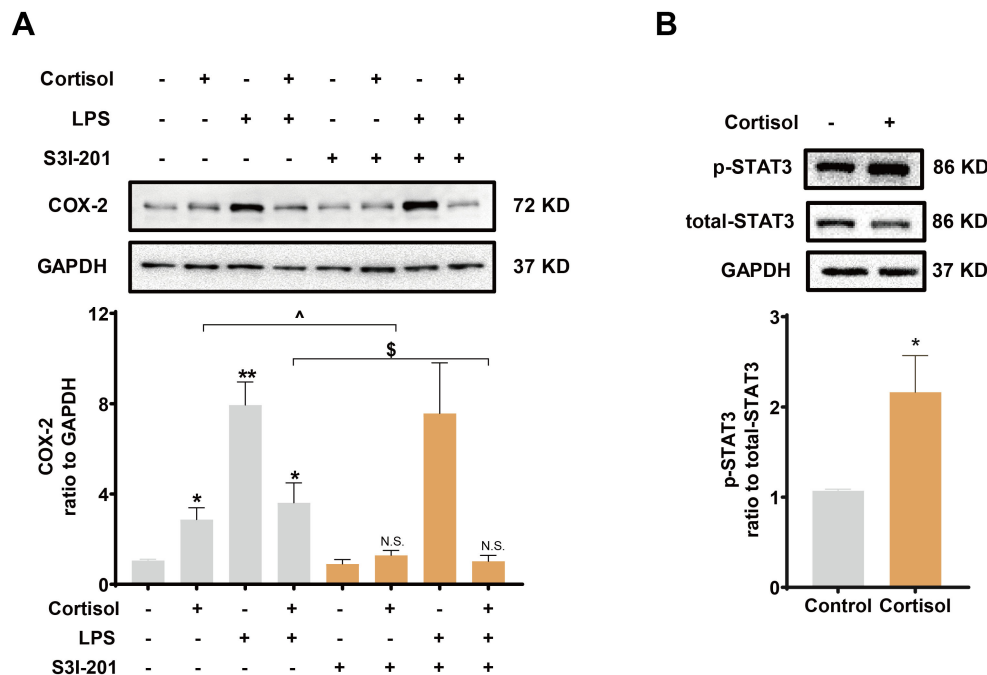 A
Cortisol - + - + - + - +
LPS - - + + - - + +
S3I-201 - - - - + + + +
COX-2 72 KD
GAPDH 37 KD
12
8
4
0
COX-2
ratio to GAPDH
^
$
*
**
*
N.S.
N.S.
Cortisol - + - + - + - +
LPS - - + + - - + +
S3I-201 - - - - + + + +
B
Cortisol - +
p-STAT3 86 KD
total-STAT3 86 KD
GAPDH 37 KD
3
2
1
0
p-STAT3
ratio to total-STAT3
*
Control Cortisol